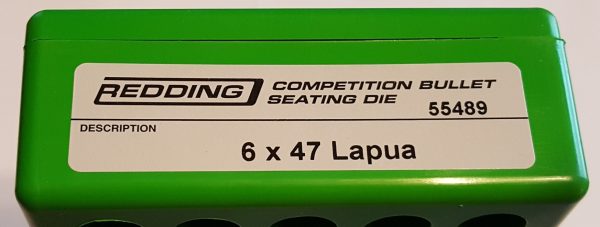 REDDING COMPETITION BULLET
SEATING DIE 55489
DESCRIPTION
6 x 47 Lapua